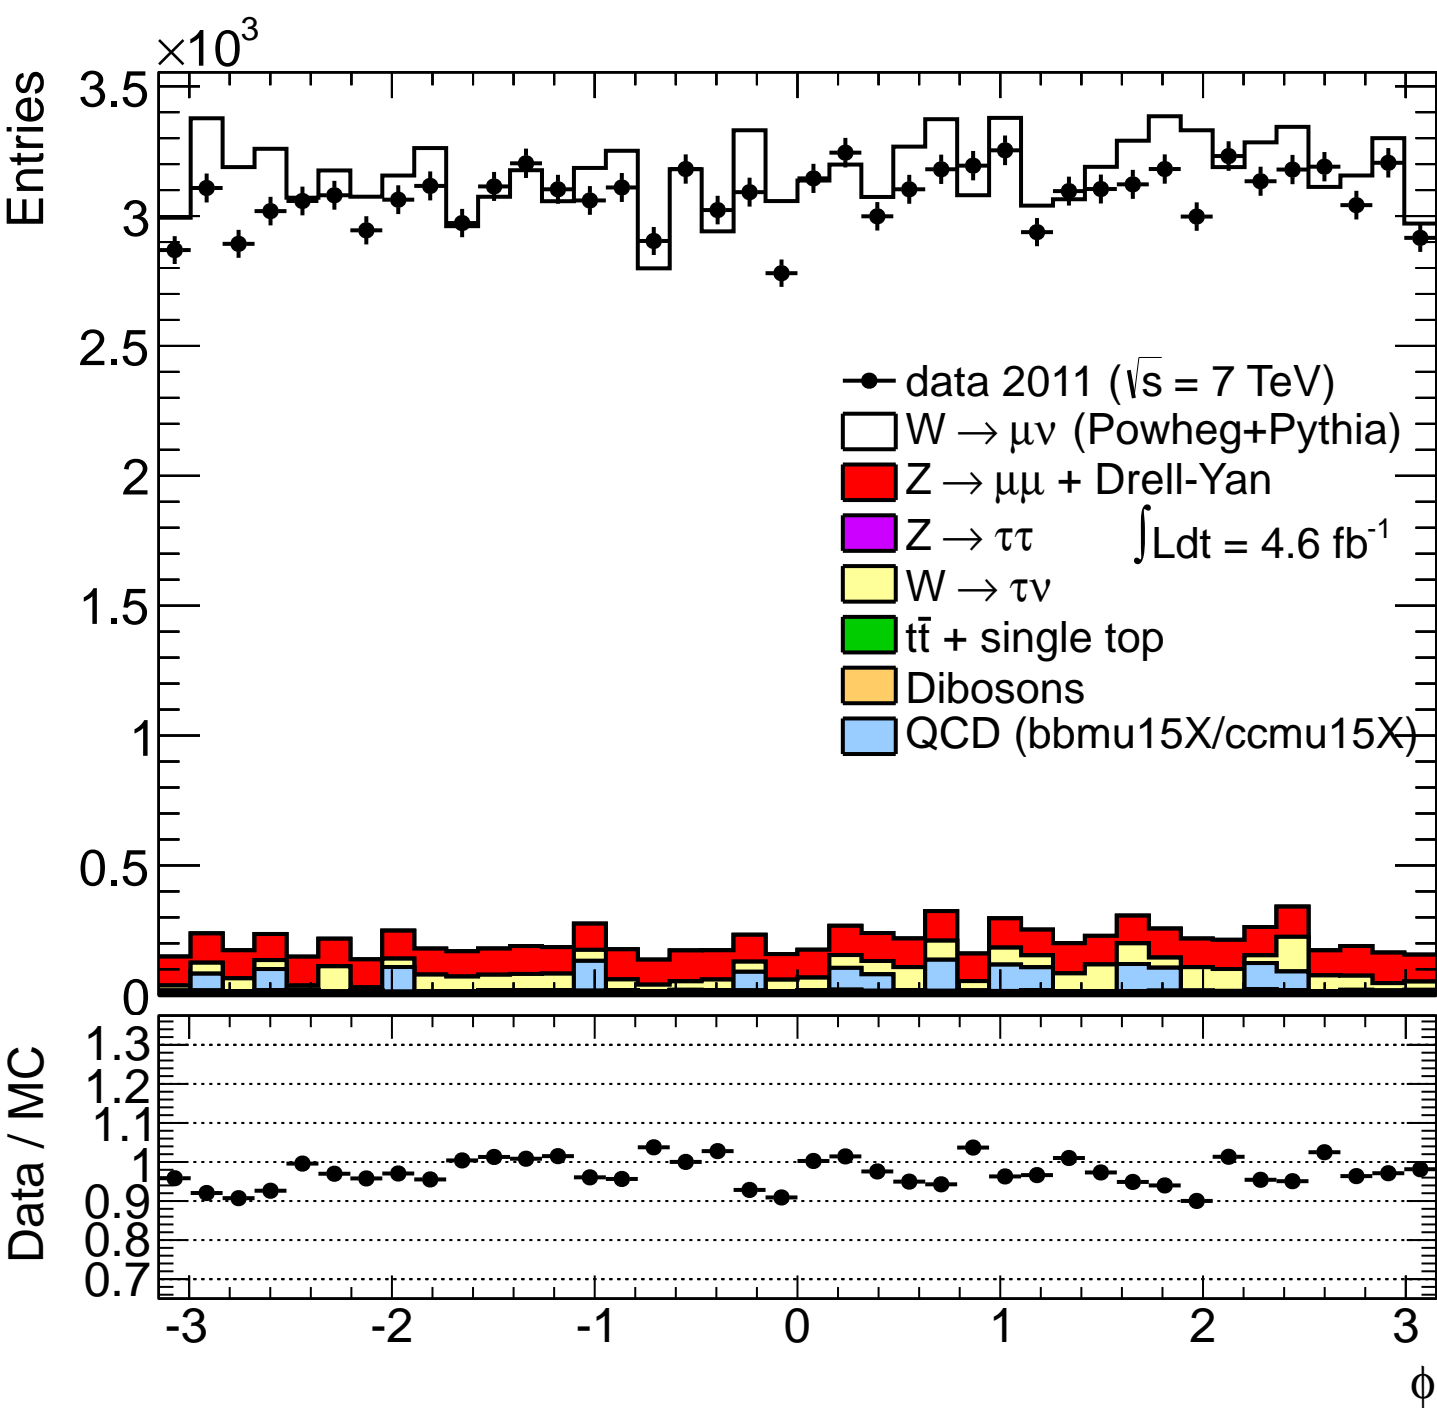 ×10³
Entries
3.5
3
2.5
2
1.5
1
0.5
0
data 2011 (√s = 7 TeV)
W → μν (Powheg+Pythia)
Z → μμ + Drell-Yan
Z → ττ
∫Ldt = 4.6 fb⁻¹
W → τν
tt̄ + single top
Dibosons
QCD (bbmu15X/ccmu15X)
Data / MC
1.3
1.2
1.1
1
0.9
0.8
0.7
-3 -2 -1 0 1 2 3
ϕ